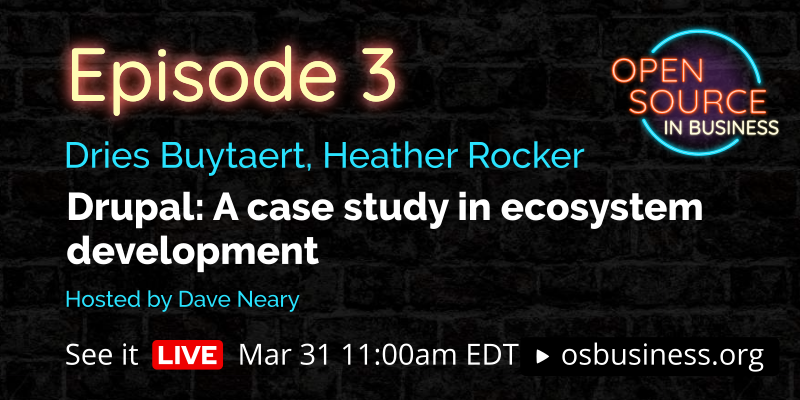 Episode 3
OPEN
SOURCE
IN BUSINESS
Dries Buytaert, Heather Rocker
Drupal: A case study in ecosystem
development
Hosted by Dave Neary
See it LIVE Mar 31 11:00am EDT osbusiness.org